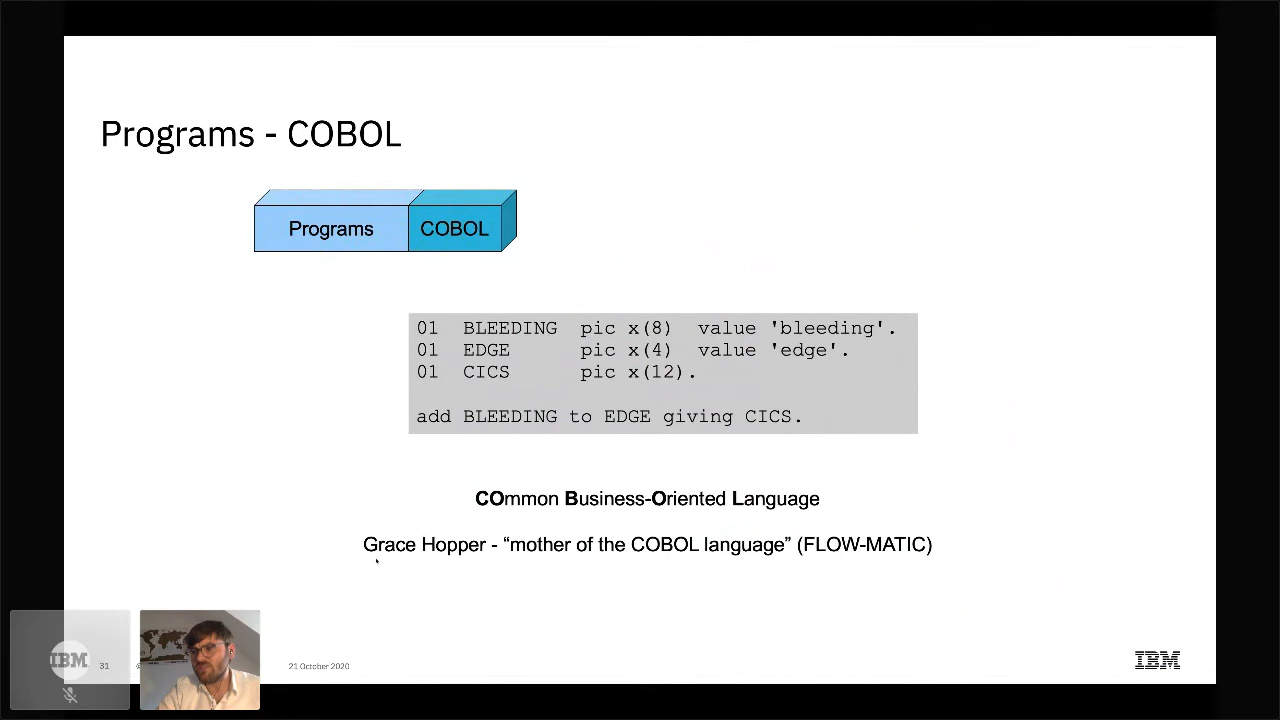 Programs - COBOL
Programs COBOL
01 BLEEDING pic x(8) value 'bleeding'.
01 EDGE pic x(4) value 'edge'.
01 CICS pic x(12).
add BLEEDING to EDGE giving CICS.
COmmon Business-Oriented Language
Grace Hopper - “mother of the COBOL language” (FLOW-MATIC)
IBM 31 21 October 2020 IBM